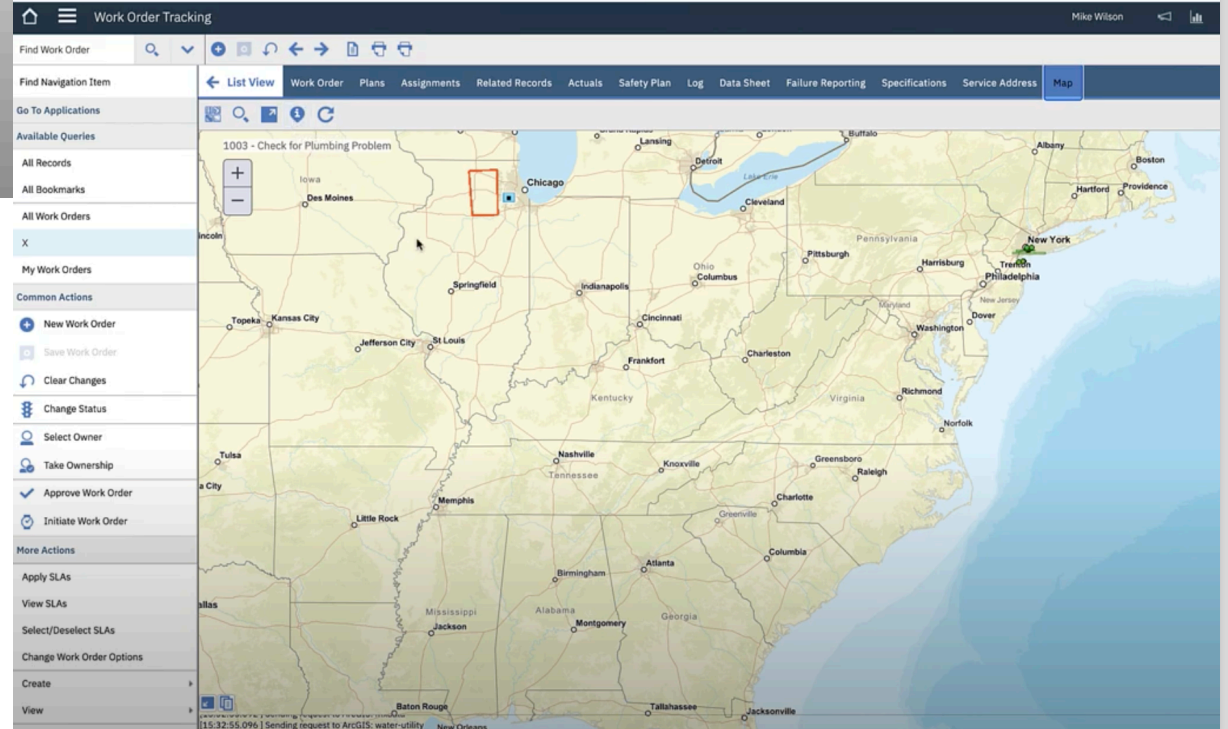 Work Order Tracking
Mike Wilson
Find Work Order
Find Navigation Item
Go To Applications
Available Queries
All Records
All Bookmarks
All Work Orders
X
My Work Orders
Common Actions
New Work Order
Save Work Order
Clear Changes
Change Status
Select Owner
Take Ownership
Approve Work Order
Initiate Work Order
More Actions
Apply SLAs
View SLAs
Select/Deselect SLAs
Change Work Order Options
Create
View
List View Work Order Plans Assignments Related Records Actuals Safety Plan Log Data Sheet Failure Reporting Specifications Service Address Map
1003 - Check for Plumbing Problem
+
−
Lansing
Buffalo
Albany
Detroit
Boston
Iowa
Chicago
Lake Erie
Hartford
Providence
Des Moines
Cleveland
incoln
Pennsylvania
New York
Pittsburgh
Harrisburg
Trenton
Ohio
Columbus
Philadelphia
Springfield
Indianapolis
New Jersey
Maryland
Dover
Topeka
Kansas City
Cincinnati
Washington
Jefferson City
St Louis
Charleston
Frankfort
Kentucky
Virginia
Richmond
Norfolk
Tulsa
Nashville
Knoxville
Greensboro
Tennessee
Raleigh
a City
Memphis
Charlotte
Greenville
Little Rock
Columbia
Atlanta
Birmingham
allas
Mississippi
Alabama
Georgia
Jackson
Montgomery
Baton Rouge
Tallahassee
Jacksonville
[15:32:55.096 ] Sending request to ArcGIS: water-utility
New Orleans